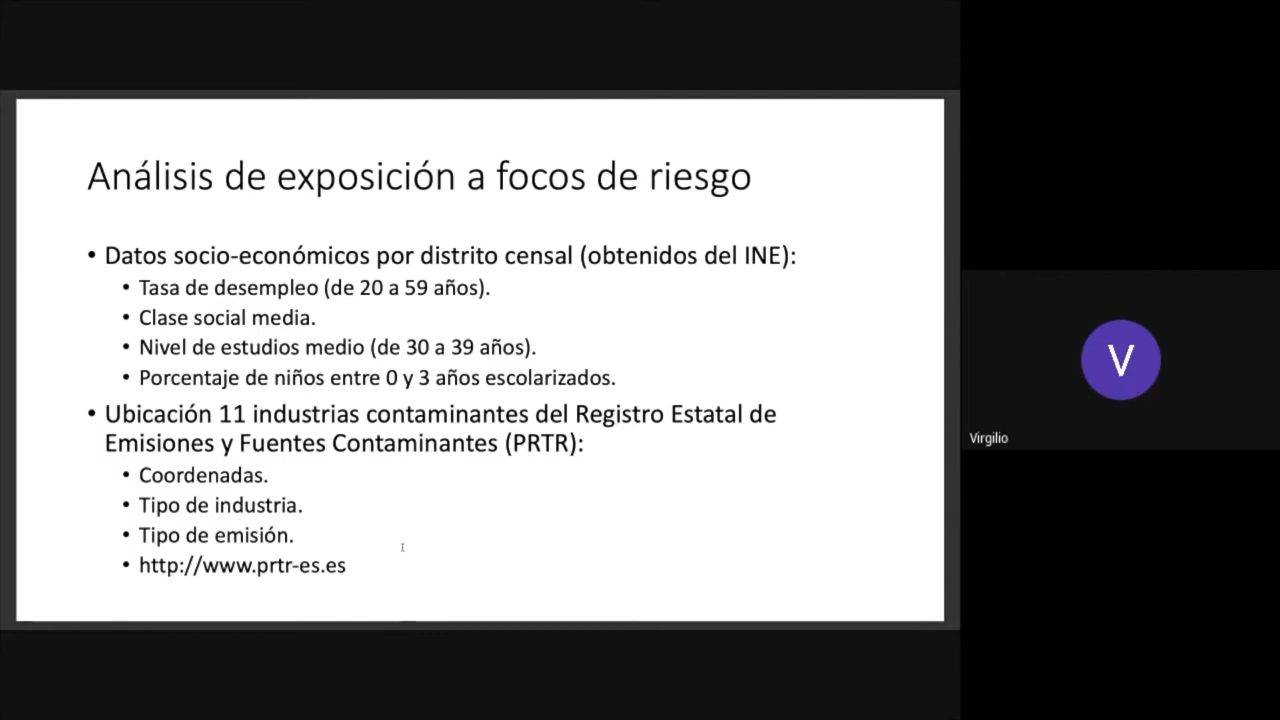 Análisis de exposición a focos de riesgo
• Datos socio-económicos por distrito censal (obtenidos del INE):
• Tasa de desempleo (de 20 a 59 años).
• Clase social media.
• Nivel de estudios medio (de 30 a 39 años).
• Porcentaje de niños entre 0 y 3 años escolarizados.
• Ubicación 11 industrias contaminantes del Registro Estatal de
Emisiones y Fuentes Contaminantes (PRTR):
• Coordenadas.
• Tipo de industria.
• Tipo de emisión.
• http://www.prtr-es.es
V
Virgilio